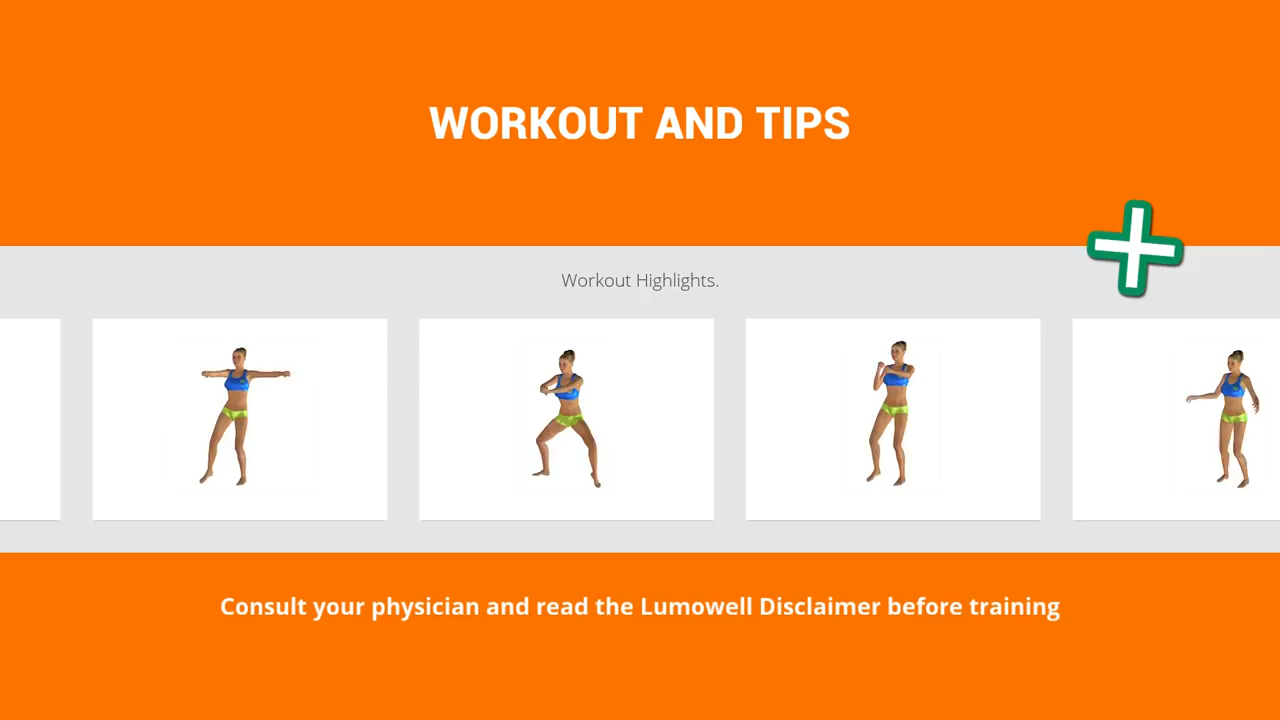 WORKOUT AND TIPS
Workout Highlights.
Consult your physician and read the Lumowell Disclaimer before training